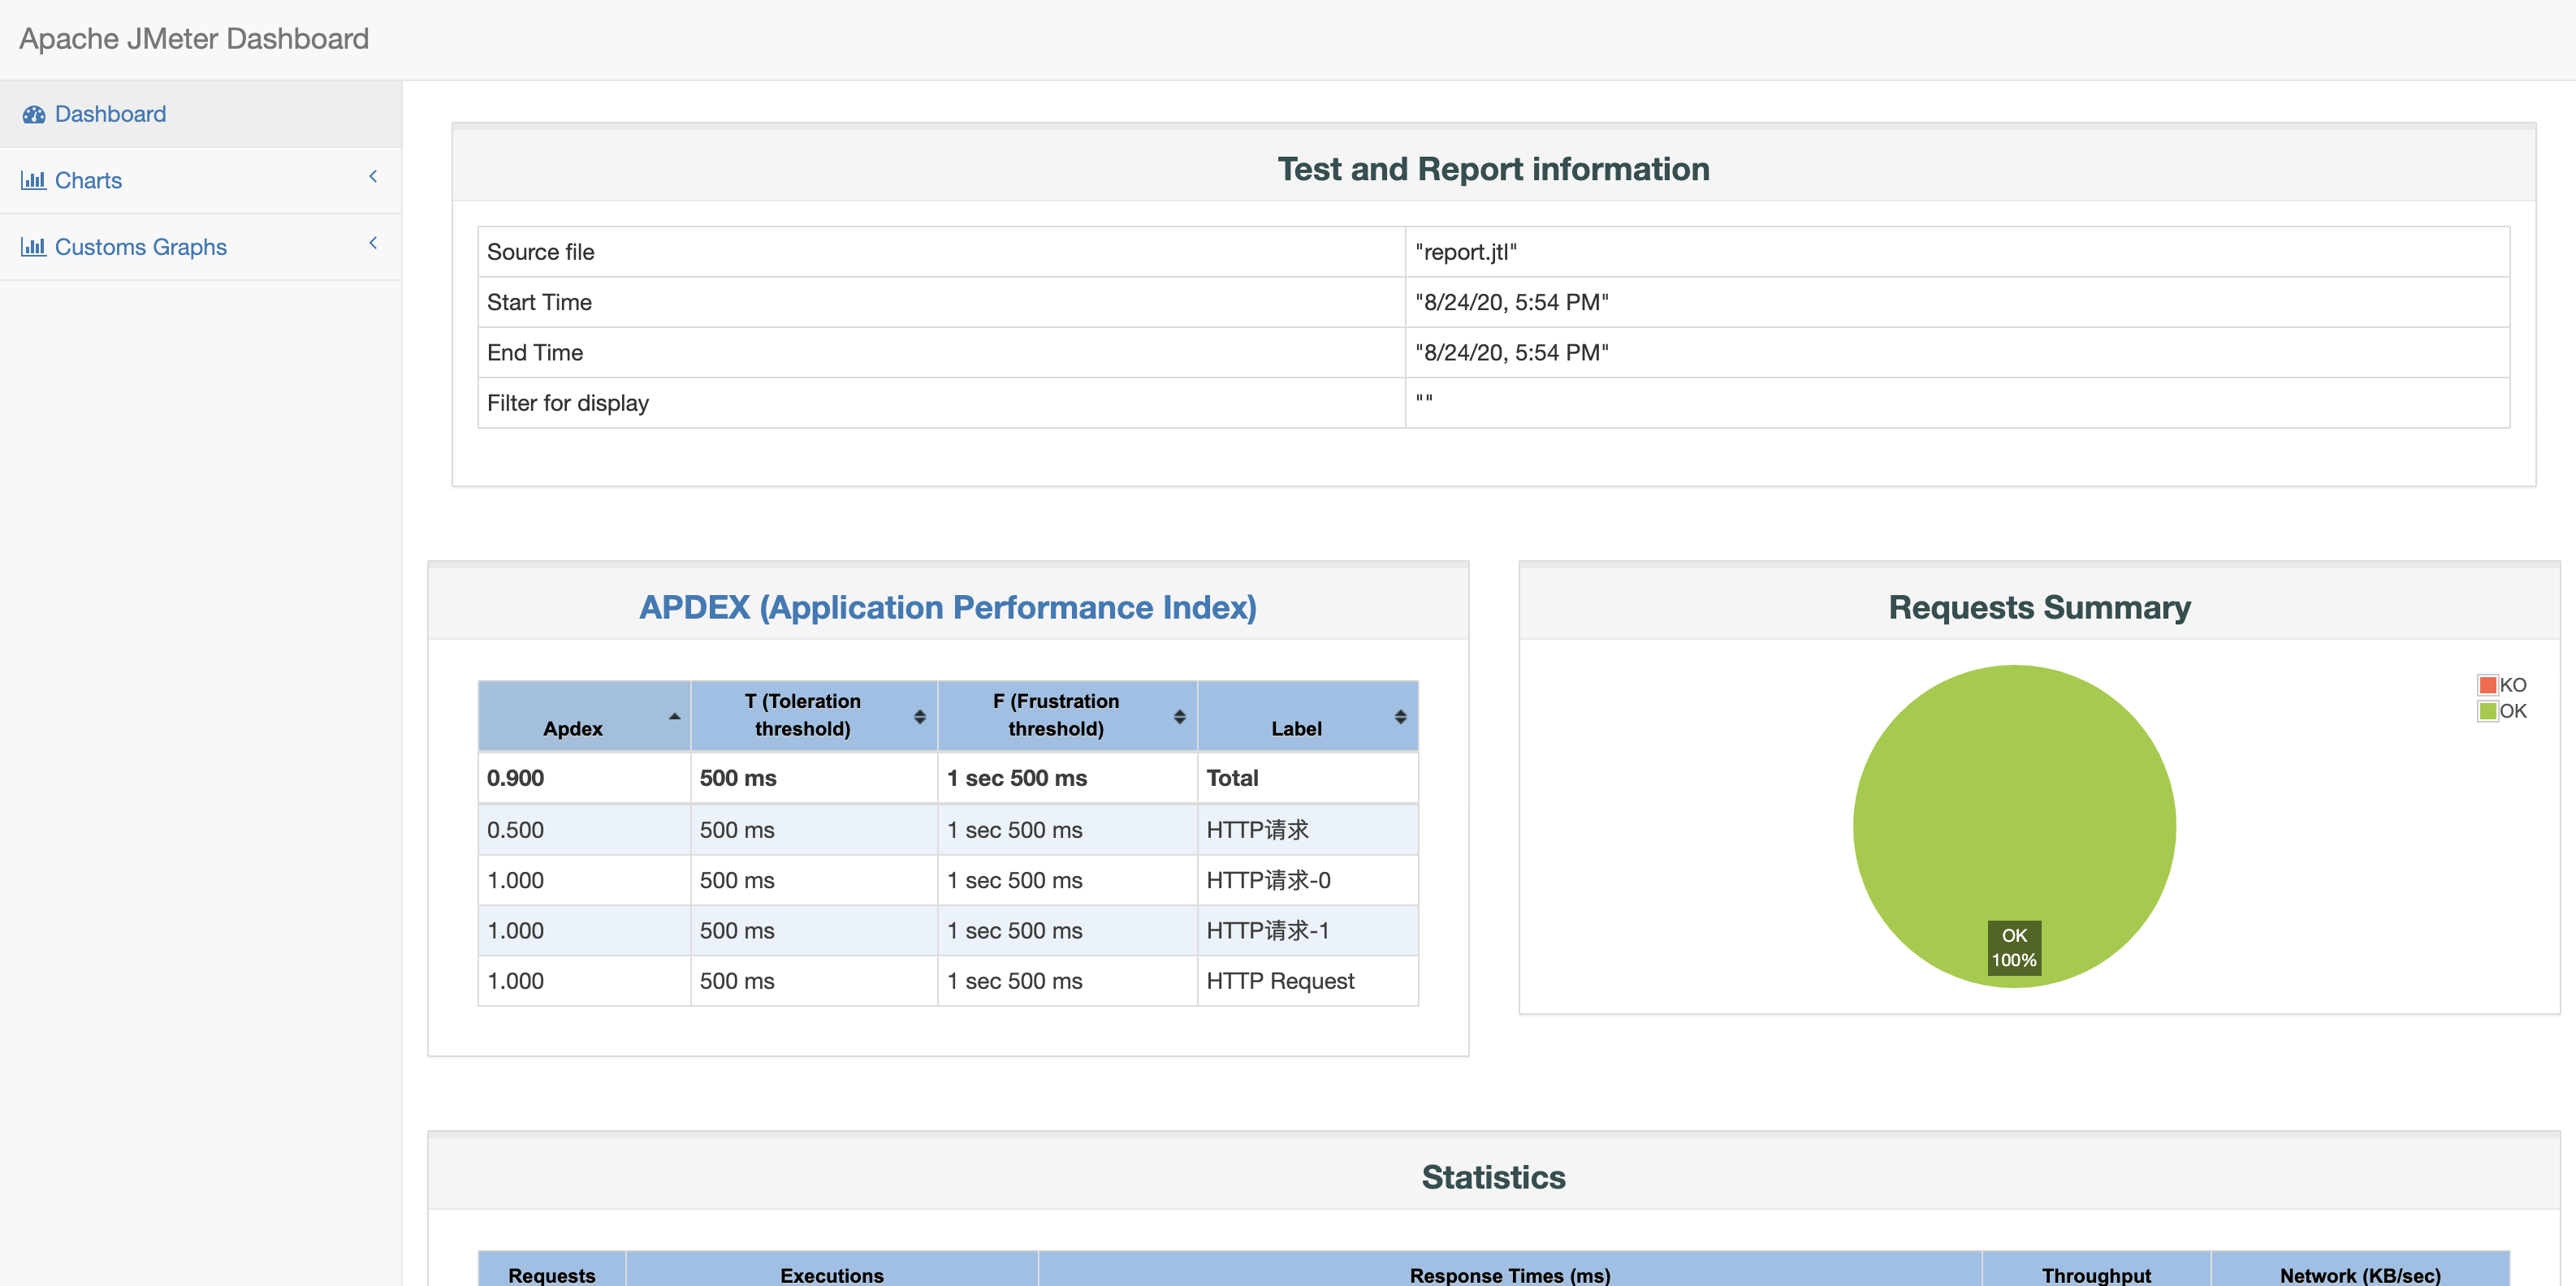 Apache JMeter Dashboard
Dashboard
Charts
Customs Graphs
Test and Report information
Source file "report.jtl"
Start Time "8/24/20, 5:54 PM"
End Time "8/24/20, 5:54 PM"
Filter for display ""
APDEX (Application Performance Index)
Apdex T (Toleration threshold) F (Frustration threshold) Label
0.900 500 ms 1 sec 500 ms Total
0.500 500 ms 1 sec 500 ms HTTP请求
1.000 500 ms 1 sec 500 ms HTTP请求-0
1.000 500 ms 1 sec 500 ms HTTP请求-1
1.000 500 ms 1 sec 500 ms HTTP Request
Requests Summary
KO
OK
OK
100%
Statistics
Requests Executions Response Times (ms) Throughput Network (KB/sec)